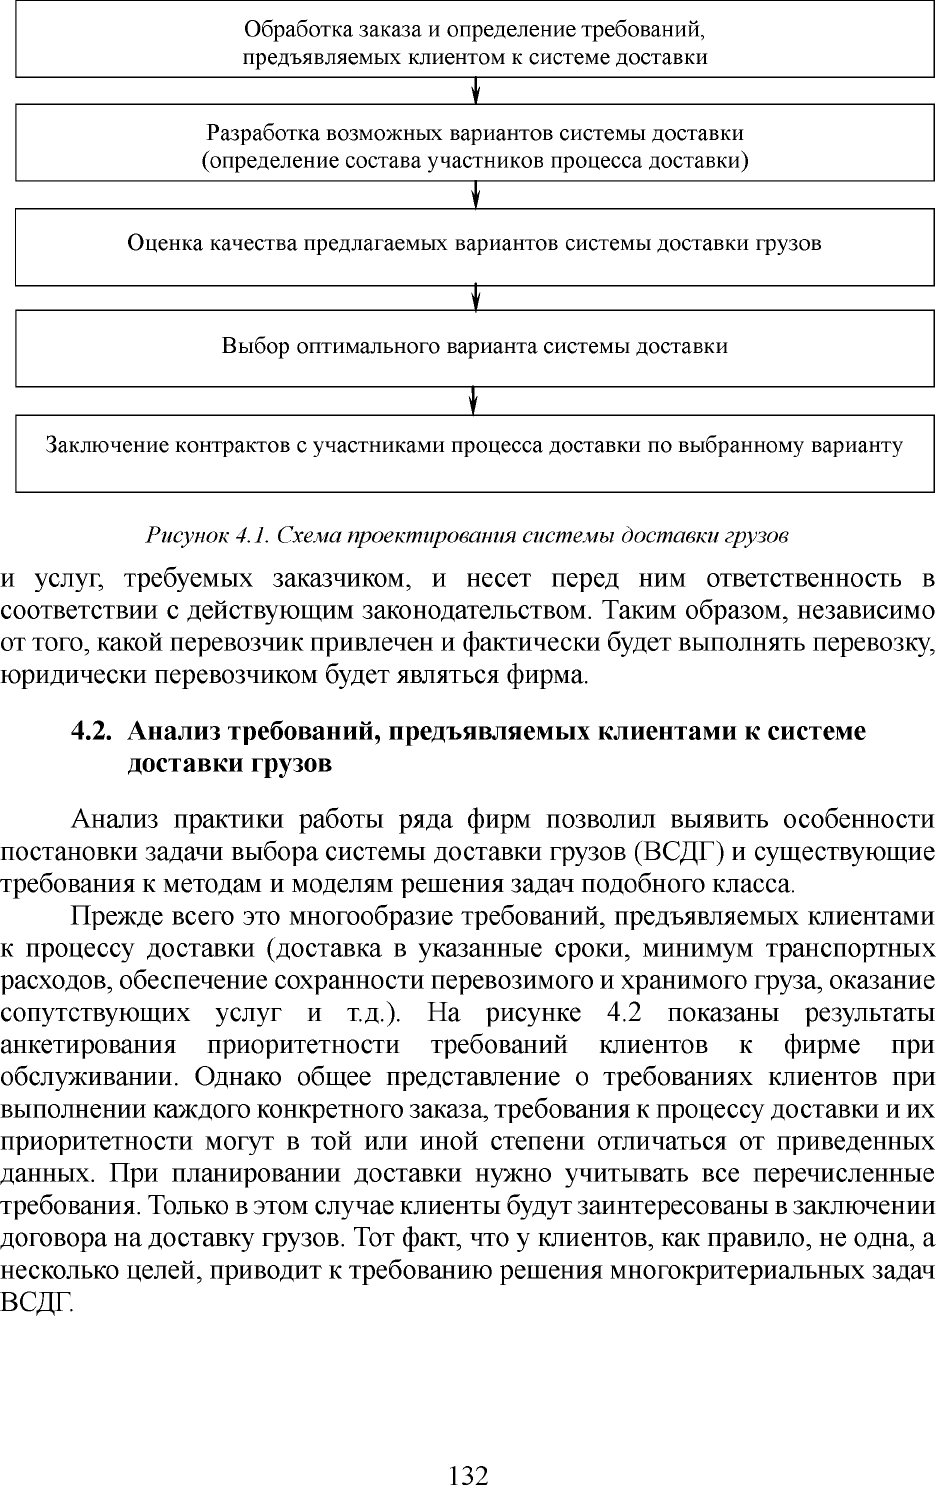 Обработка заказа и определение требований,
предъявляемых клиентом к системе доставки
Разработка возможных вариантов системы доставки
(определение состава участников процесса доставки)
Оценка качества предлагаемых вариантов системы доставки грузов
Выбор оптимального варианта системы доставки
Заключение контрактов с участниками процесса доставки по выбранному варианту
Рисунок 4.1. Схема проектирования системы доставки грузов
и услуг, требуемых заказчиком, и несет перед ним ответственность в
соответствии с действующим законодательством. Таким образом, независимо
от того, какой перевозчик привлечен и фактически будет выполнять перевозку,
юридически перевозчиком будет являться фирма.
4.2. Анализ требований, предъявляемых клиентами к системе
доставки грузов
Анализ практики работы ряда фирм позволил выявить особенности
постановки задачи выбора системы доставки грузов (ВСДГ) и существующие
требования к методам и моделям решения задач подобного класса.
Прежде всего это многообразие требований, предъявляемых клиентами
к процессу доставки (доставка в указанные сроки, минимум транспортных
расходов, обеспечение сохранности перевозимого и хранимого груза, оказание
сопутствующих услуг и т.д.). На рисунке 4.2 показаны результаты
анкетирования приоритетности требований клиентов к фирме при
обслуживании. Однако общее представление о требованиях клиентов при
выполнении каждого конкретного заказа, требования к процессу доставки и их
приоритетности могут в той или иной степени отличаться от приведенных
данных. При планировании доставки нужно учитывать все перечисленные
требования. Только в этом случае клиенты будут заинтересованы в заключении
договора на доставку грузов. Тот факт, что у клиентов, как правило, не одна, а
несколько целей, приводит к требованию решения многокритериальных задач
ВСДГ.
132